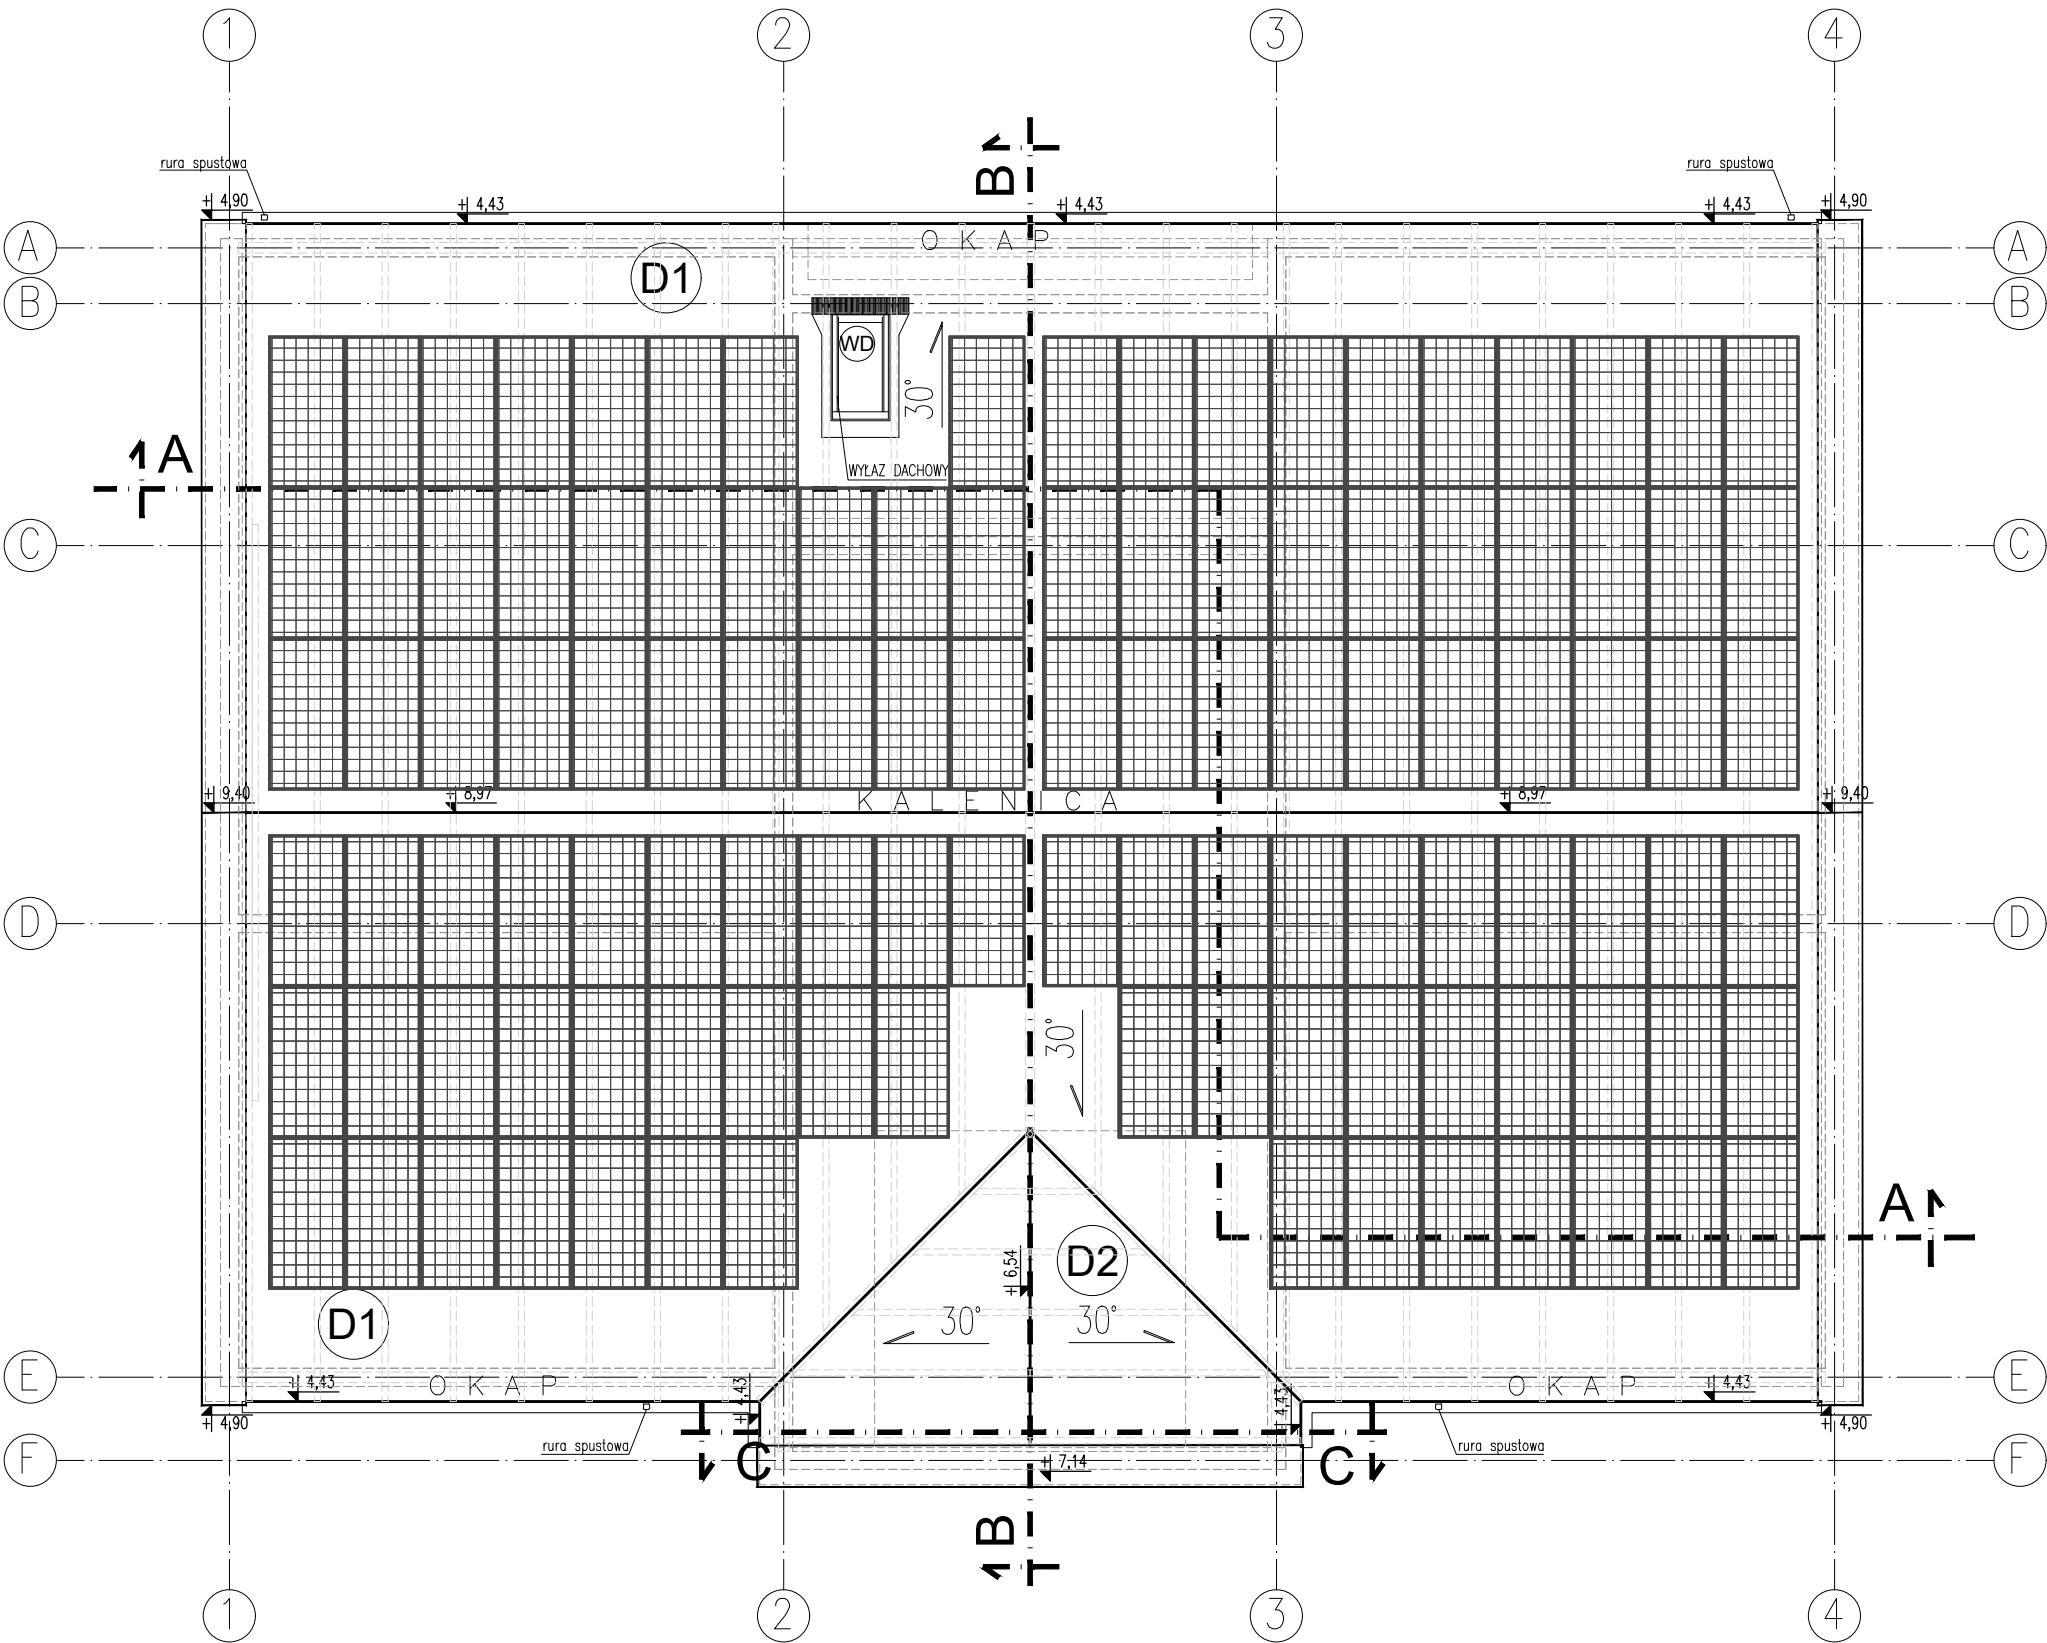 1 2 3 4
B
rura spustowa rura spustowa
+ 4,90 + 4,43 + 4,43 + 4,43 + 4,90
A O K A P A
D1
B B
WD
30°
A
WYŁAZ DACHOWY
C C
+ 9,40 + 8,97 K A L E N I C A + 8,97 + 9,40
D D
30°
A
D2
+ 6,54
D1 30° 30°
E + 4,43 O K A P + 4,43 + 4,43 O K A P + 4,43 E
+ 4,90 + 4,90
rura spustowa rura spustowa
F C + 7,14 C F
B
1 2 3 4